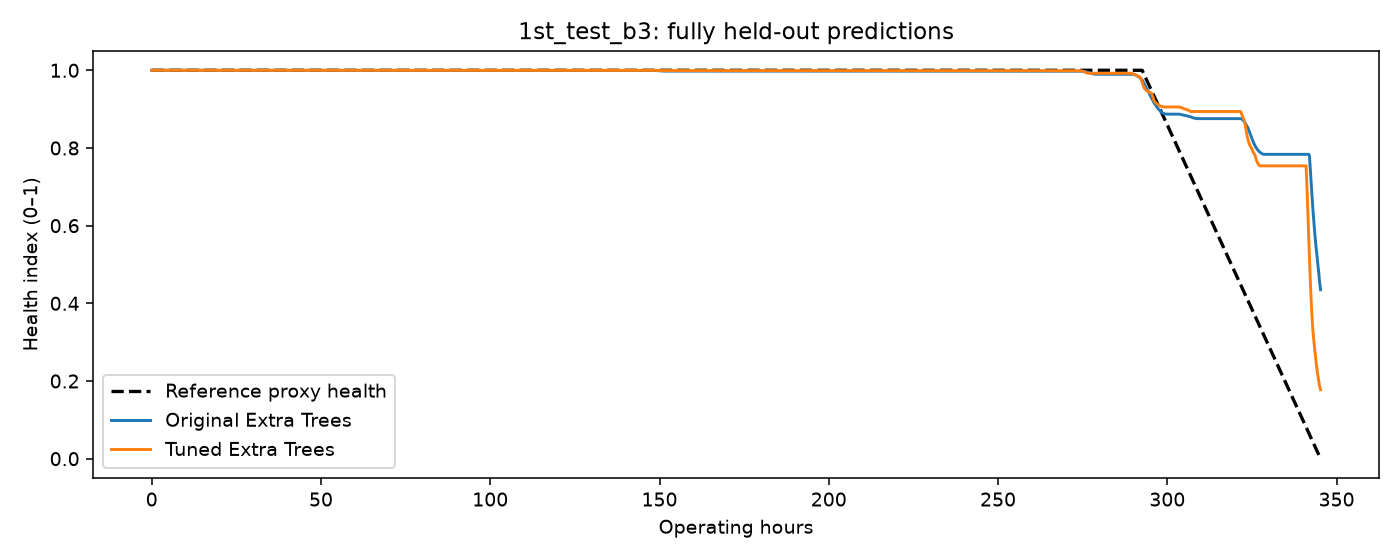 1st_test_b3: fully held-out predictions
Health index (0–1)
1.0
0.8
0.6
0.4
0.2
0.0
Reference proxy health
Original Extra Trees
Tuned Extra Trees
0 50 100 150 200 250 300 350
Operating hours